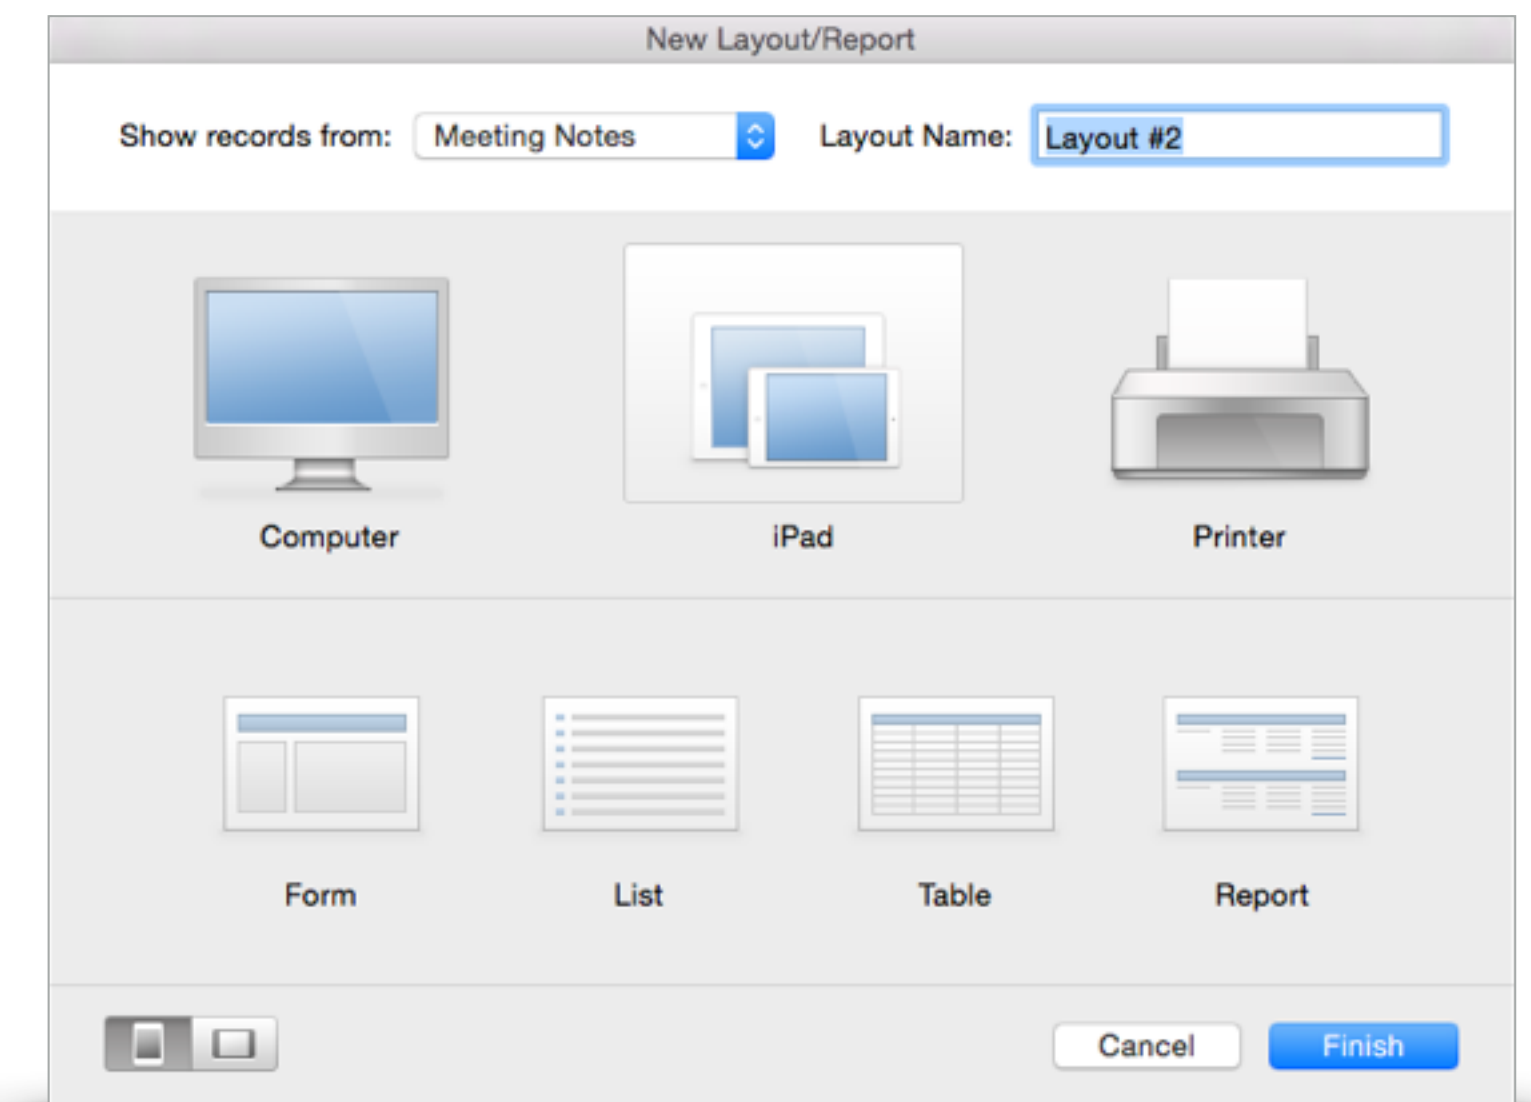 New Layout/Report
Show records from: Meeting Notes Layout Name: Layout #2
Computer iPad Printer
Form List Table Report
Cancel Finish